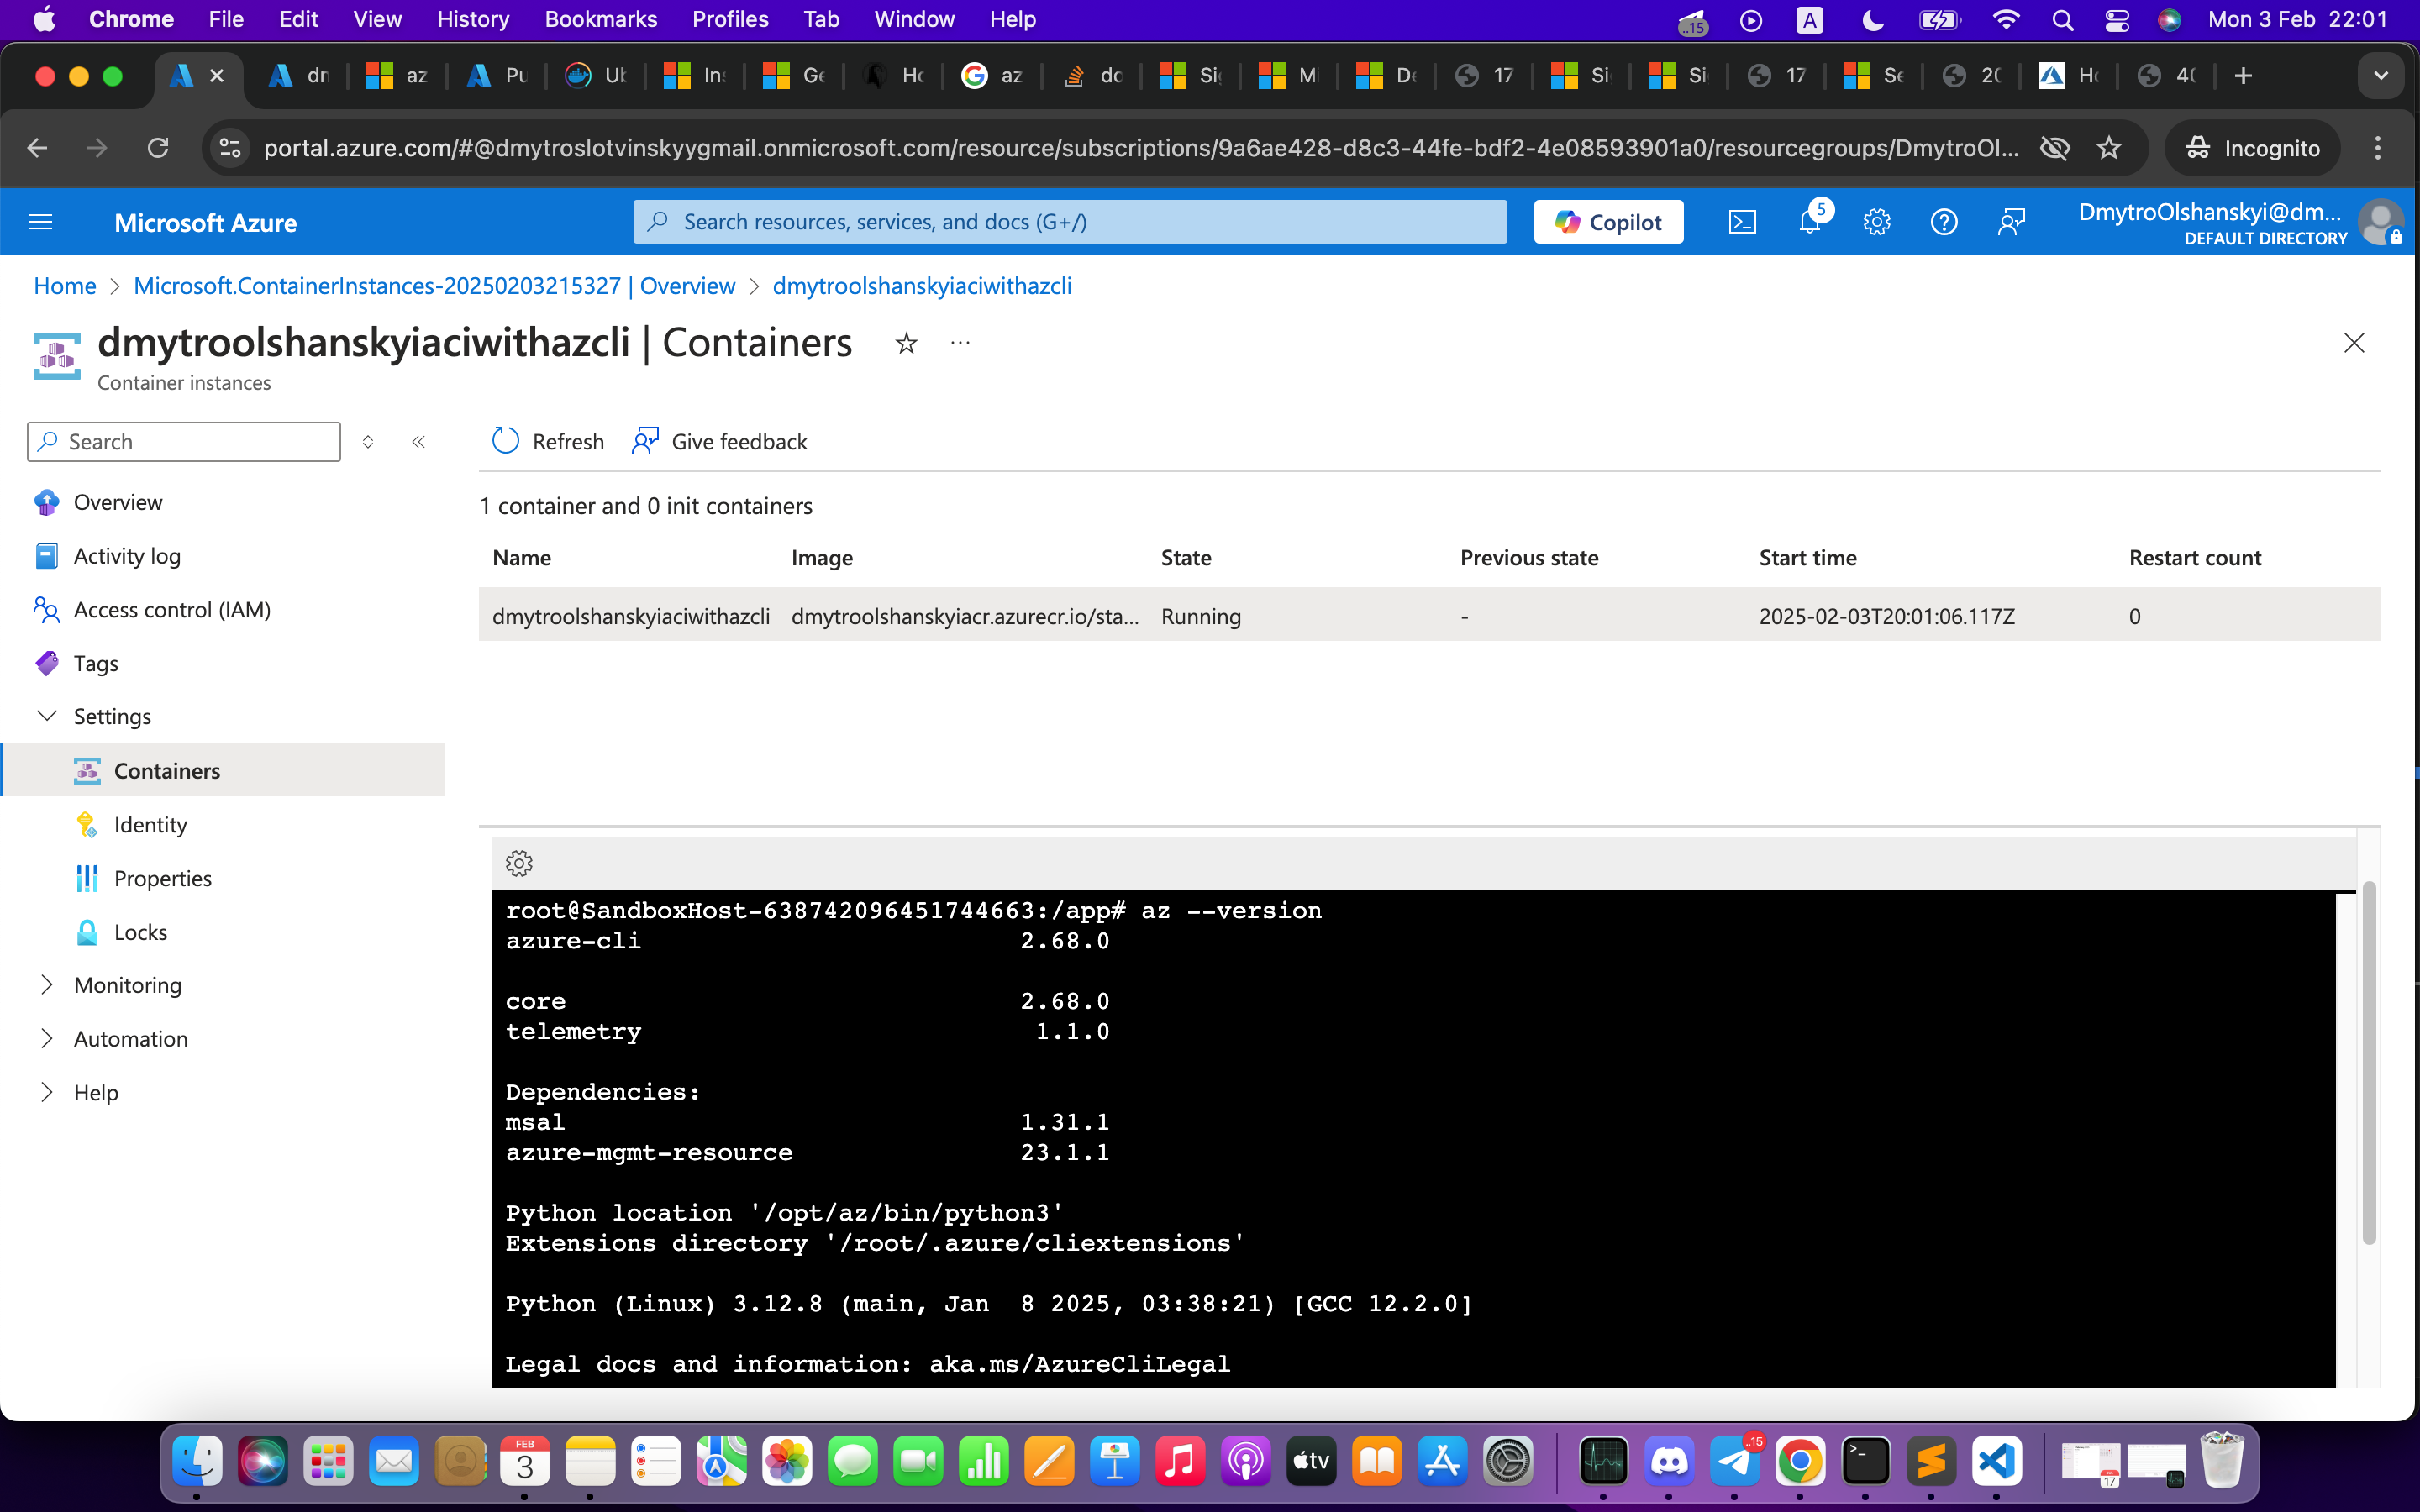 Chrome File Edit View History Bookmarks Profiles Tab Window Help ..15 A Mon 3 Feb 22:01
dm az Pu Ub In: Ge Ho az do Si M De 17 Si Si 17 Se 20 Ho 40
portal.azure.com/#@dmytroslotvinskyygmail.onmicrosoft.com/resource/subscriptions/9a6ae428-d8c3-44fe-bdf2-4e08593901a0/resourcegroups/DmytroOl... Incognito
Microsoft Azure Search resources, services, and docs (G+/) Copilot 5 DmytroOlshanskyi@dm...
DEFAULT DIRECTORY
Home > Microsoft.ContainerInstances-20250203215327 | Overview > dmytroolshanskyiaciwithazcli
dmytroolshanskyiaciwithazcli | Containers ...
Container instances
Search Refresh Give feedback
Overview
Activity log
Access control (IAM)
Tags
Settings
Containers
Identity
Properties
Locks
Monitoring
Automation
Help
1 container and 0 init containers
Name Image State Previous state Start time Restart count
dmytroolshanskyiaciwithazcli dmytroolshanskyiacr.azurecr.io/sta... Running - 2025-02-03T20:01:06.117Z 0
root@SandboxHost-638742096451744663:/app# az --version
azure-cli 2.68.0
core 2.68.0
telemetry 1.1.0
Dependencies:
msal 1.31.1
azure-mgmt-resource 23.1.1
Python location '/opt/az/bin/python3'
Extensions directory '/root/.azure/cliextensions'
Python (Linux) 3.12.8 (main, Jan  8 2025, 03:38:21) [GCC 12.2.0]
Legal docs and information: aka.ms/AzureCliLegal
FEB
3
tv
..15
17